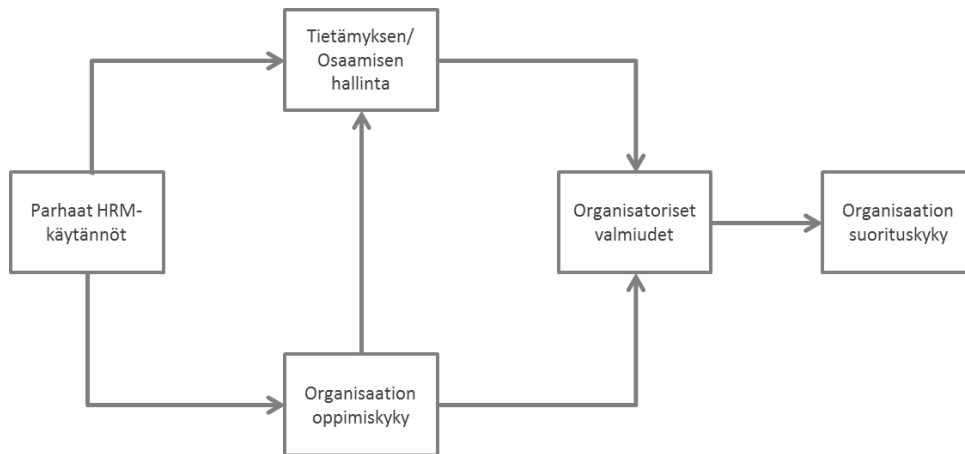 Tietämyksen/
Osaamisen
hallinta
Parhaat HRM-
käytännöt
Organisatoriset
valmiudet
Organisaation
suorituskyky
Organisaation
oppimiskyky